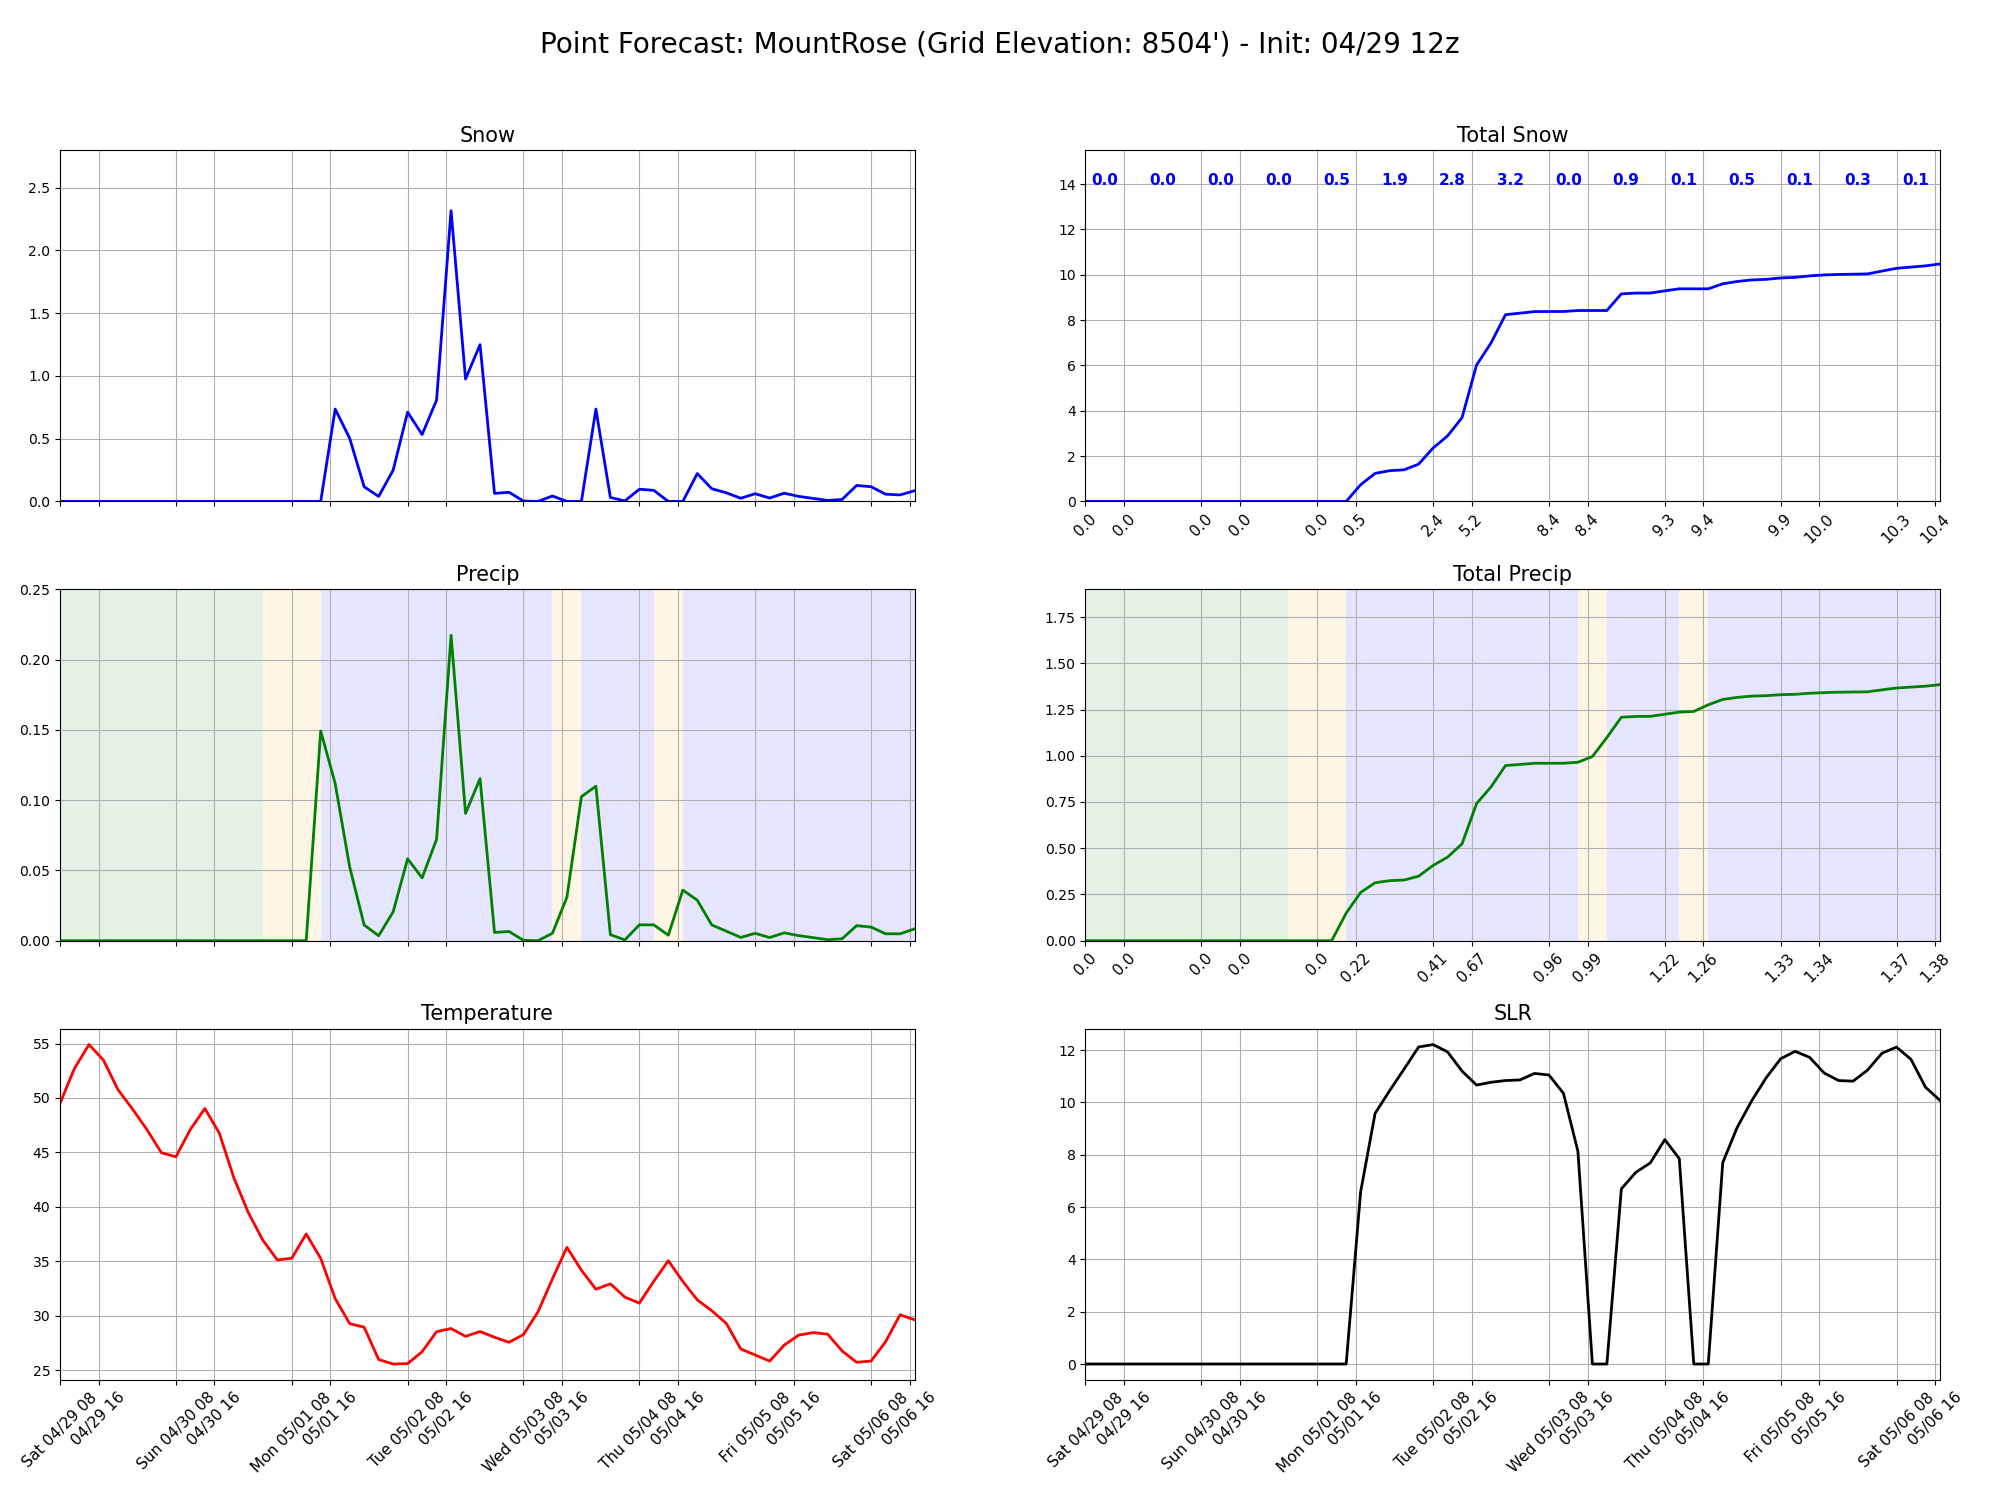 Point Forecast: MountRose (Grid Elevation: 8504') - Init: 04/29 12z
Snow
2.5
2.0
1.5
1.0
0.5
0.0
Total Snow
0.0 0.0 0.0 0.0 0.5 1.9 2.8 3.2 0.0 0.9 0.1 0.5 0.1 0.3 0.1
14
12
10
8
6
4
2
0
0.0 0.0 0.0 0.0 0.0 0.5 2.4 5.2 8.4 8.4 9.3 9.4 9.9 10.0 10.3 10.4
Precip
0.25
0.20
0.15
0.10
0.05
0.00
Total Precip
1.75
1.50
1.25
1.00
0.75
0.50
0.25
0.00
0.0 0.0 0.0 0.0 0.0 0.22 0.41 0.67 0.96 0.99 1.22 1.26 1.33 1.34 1.37 1.38
Temperature
55
50
45
40
35
30
25
Sat 04/29 08
04/29 16
Sun 04/30 08
04/30 16
Mon 05/01 08
05/01 16
Tue 05/02 08
05/02 16
Wed 05/03 08
05/03 16
Thu 05/04 08
05/04 16
Fri 05/05 08
05/05 16
Sat 05/06 08
05/06 16
SLR
12
10
8
6
4
2
0
Sat 04/29 08
04/29 16
Sun 04/30 08
04/30 16
Mon 05/01 08
05/01 16
Tue 05/02 08
05/02 16
Wed 05/03 08
05/03 16
Thu 05/04 08
05/04 16
Fri 05/05 08
05/05 16
Sat 05/06 08
05/06 16